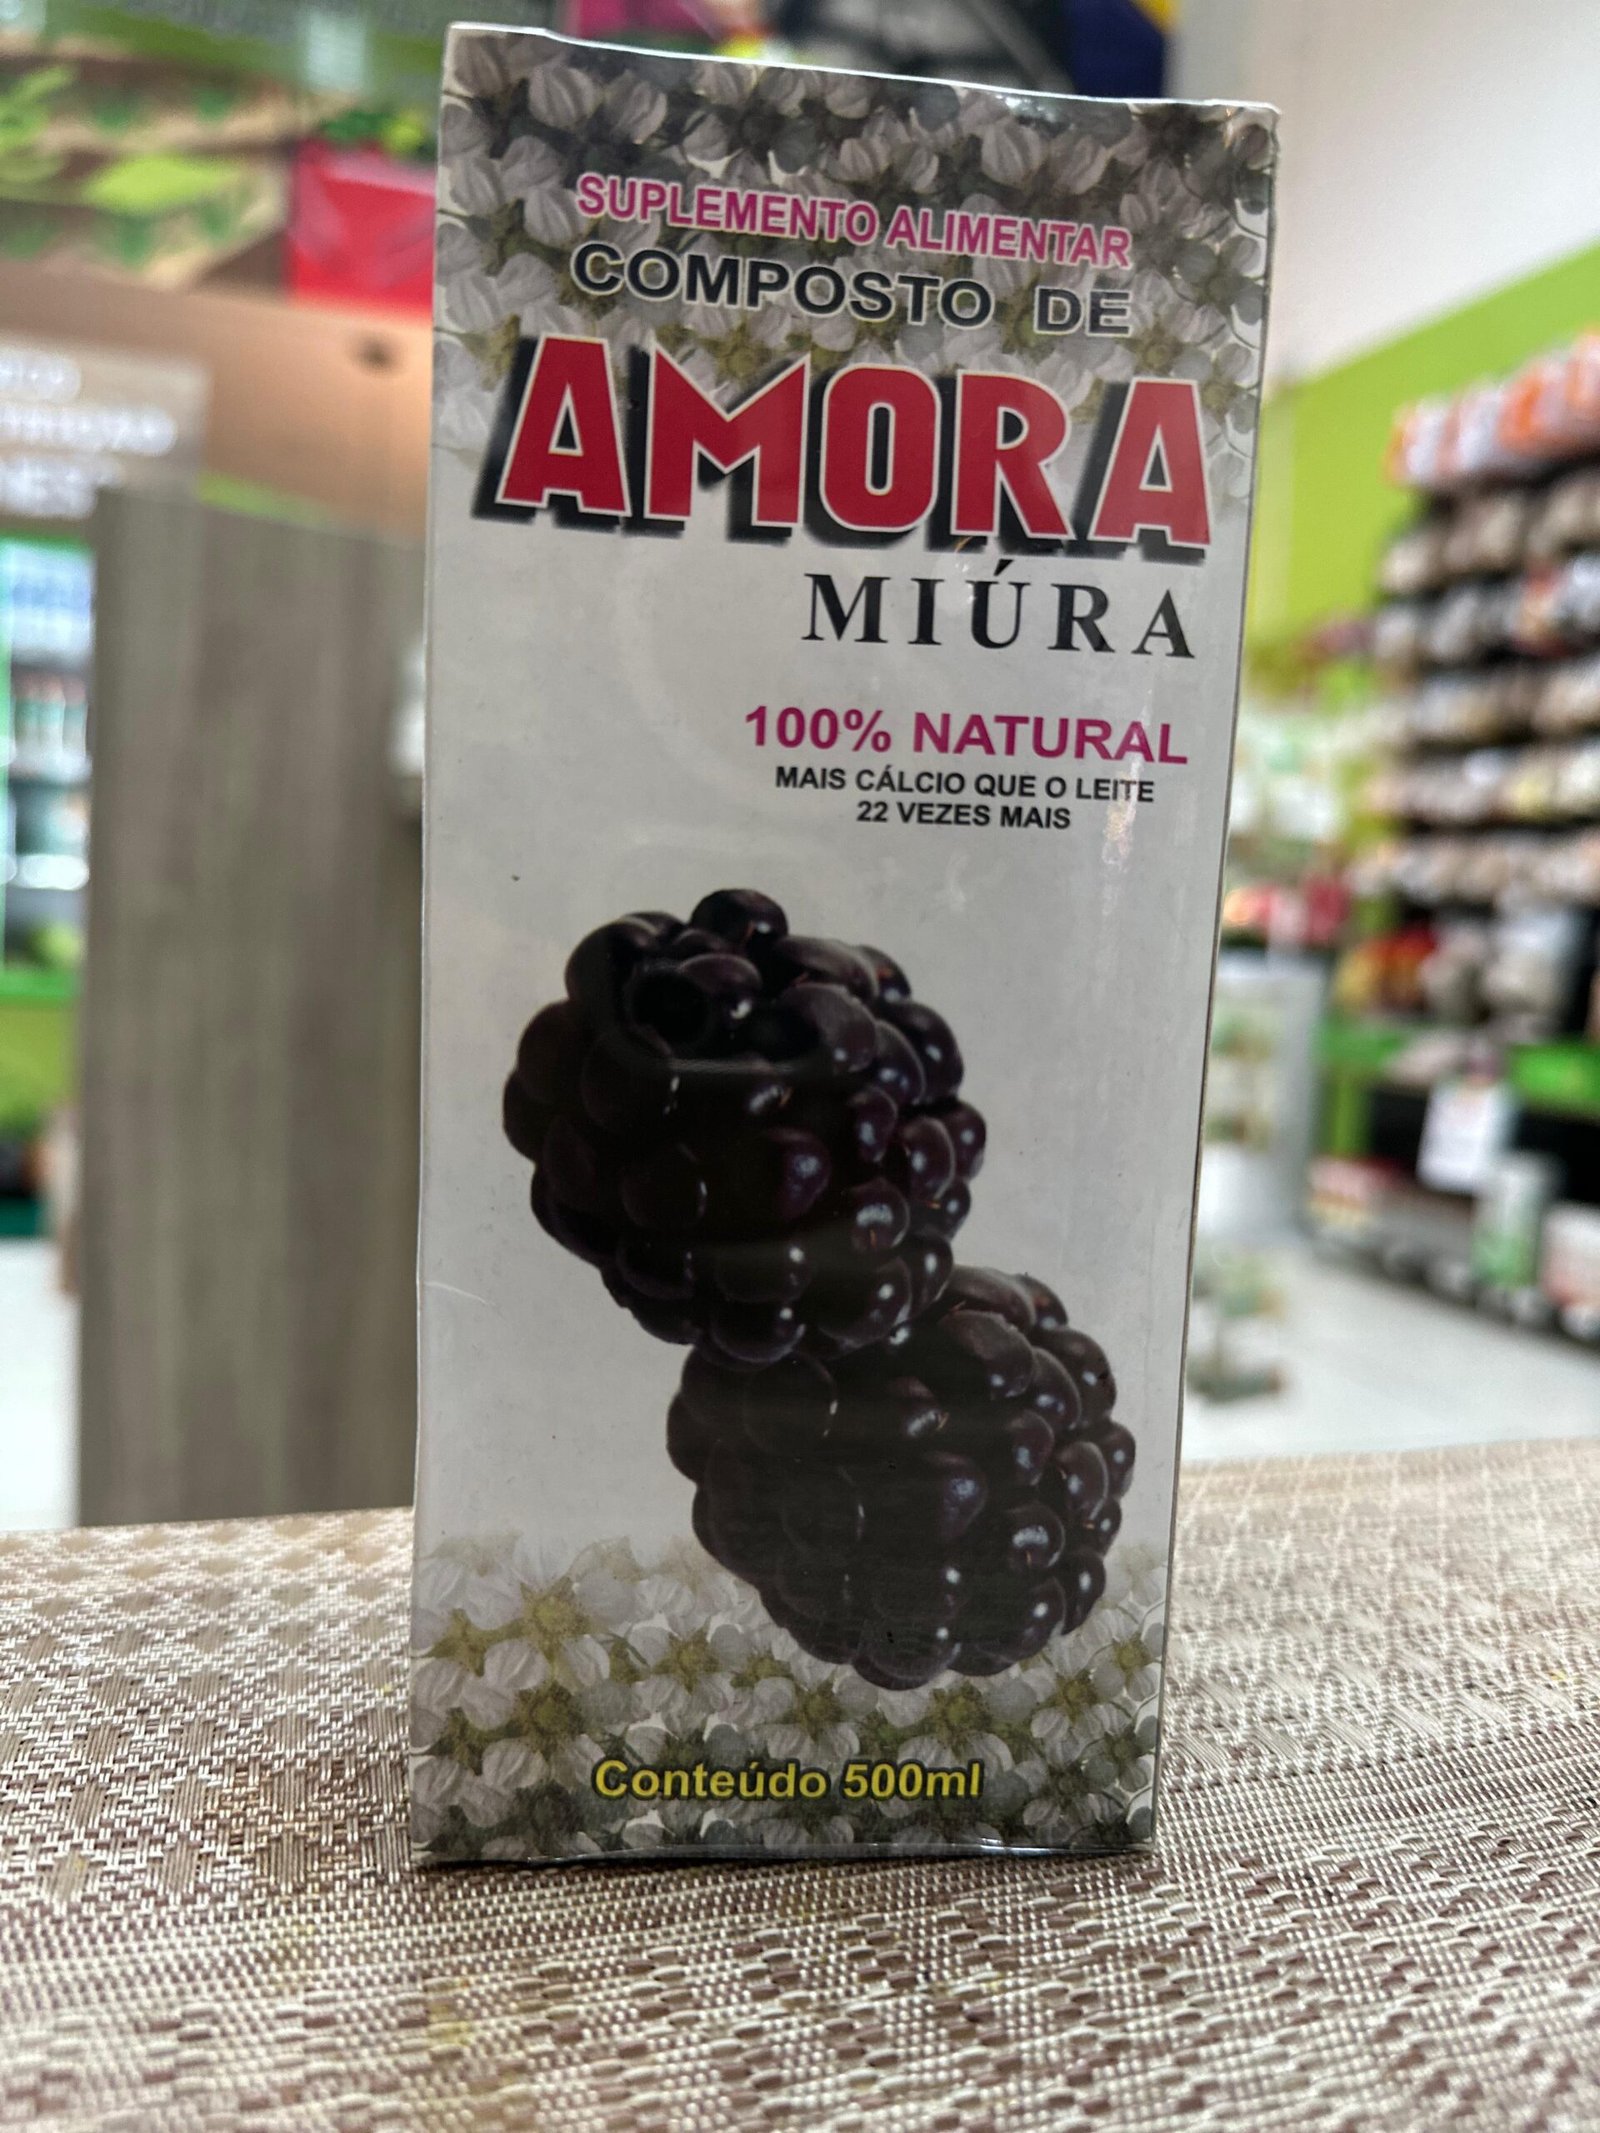 SUPLEMENTO ALIMENTAR
COMPOSTO DE
AMORA
MIÚRA
100% NATURAL
MAIS CÁLCIO QUE O LEITE
22 VEZES MAIS
Conteúdo 500ml